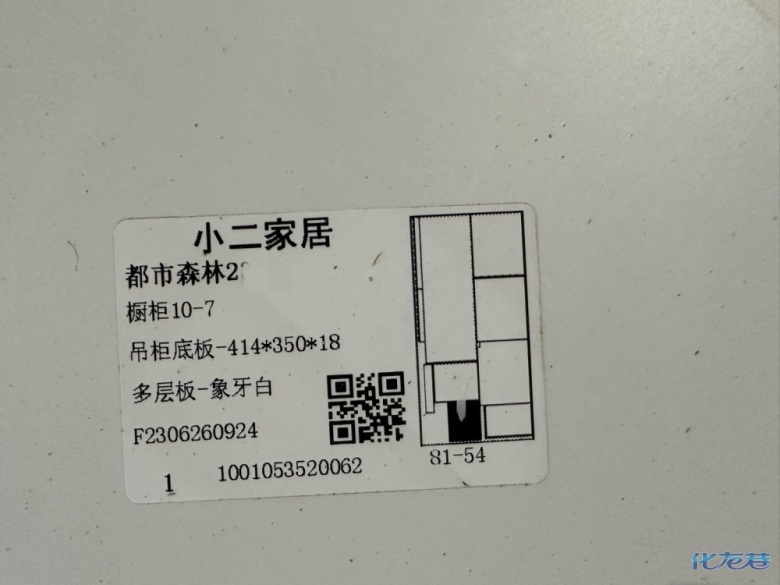 小二家居
都市森林2
橱柜10-7
吊柜底板-414*350*18
多层板-象牙白
F2306260924
1
1001053520062
81-54
化龙巷